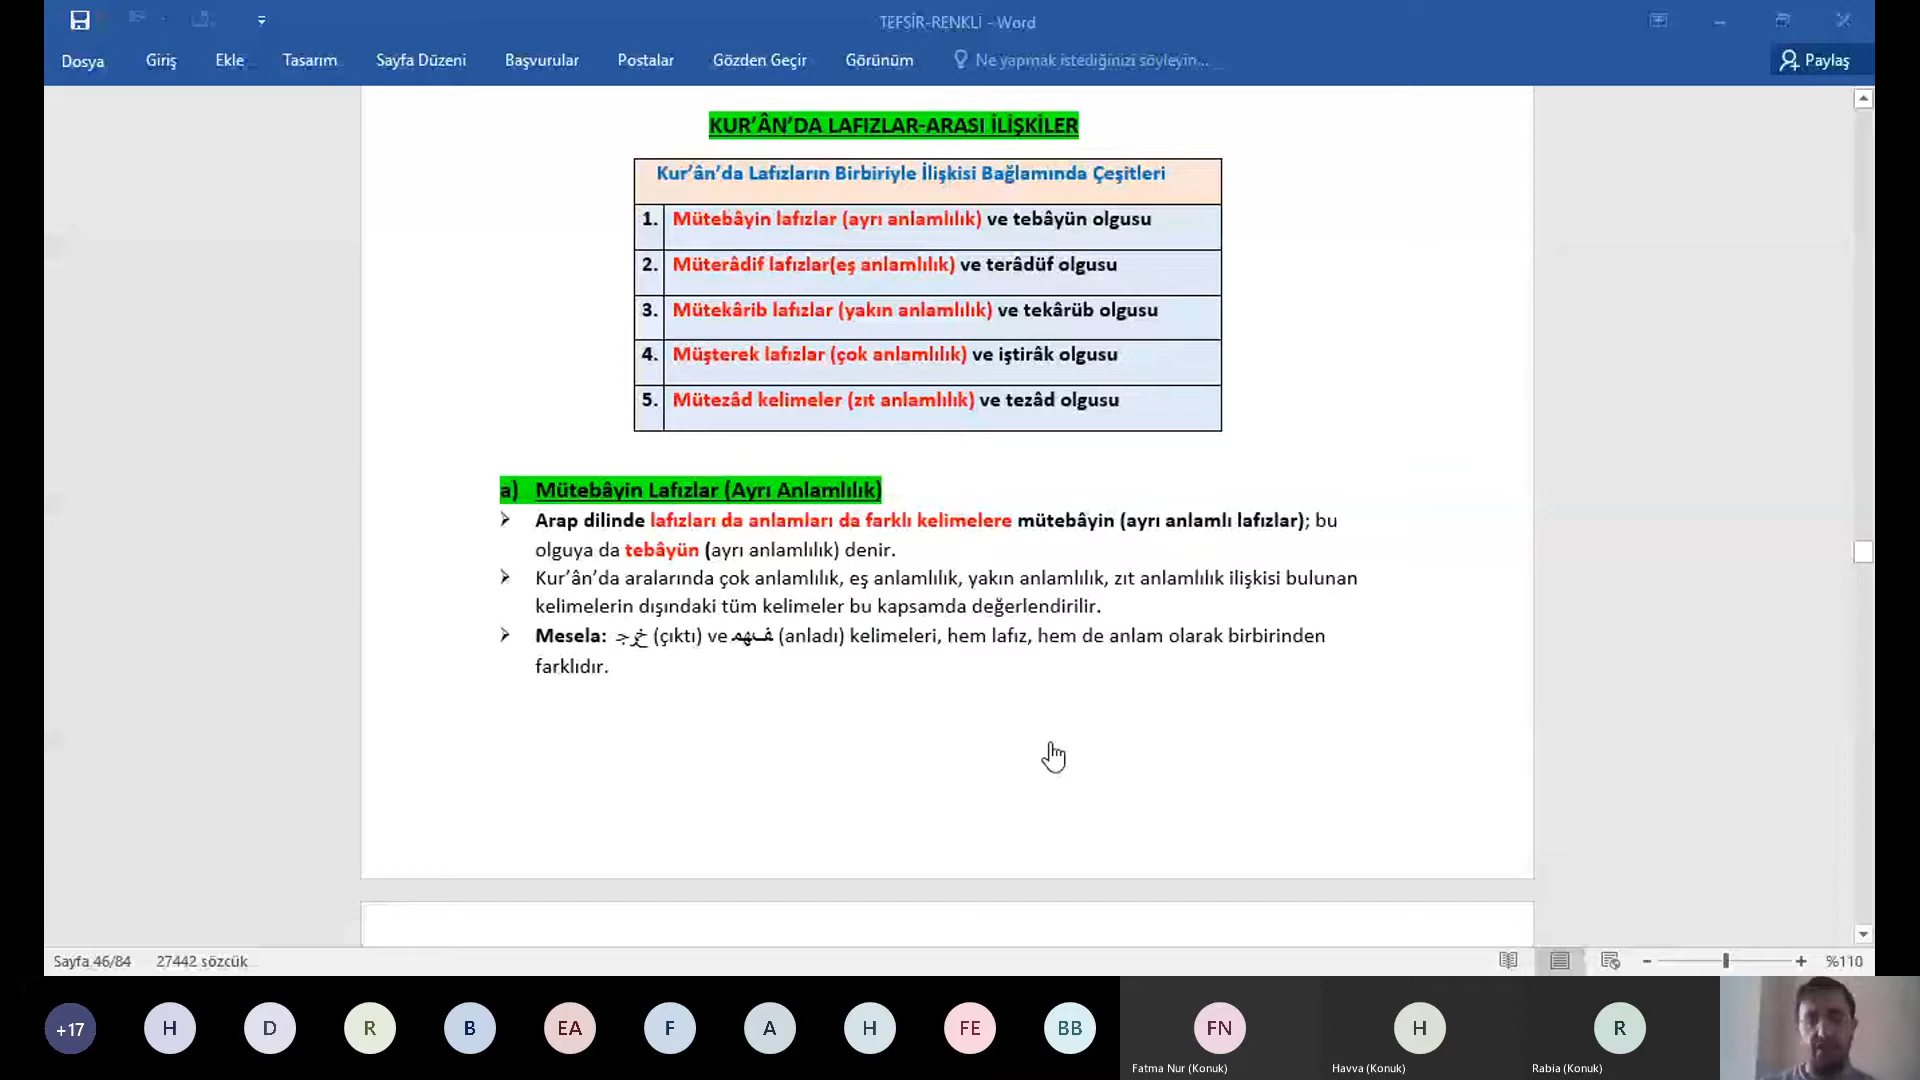 TEFSİR-RENKLİ - Word
Dosya Giriş Ekle Tasarım Sayfa Düzeni Başvurular Postalar Gözden Geçir Görünüm Ne yapmak istediğinizi söyleyin... Paylaş
KUR’ÂN’DA LAFIZLAR-ARASI İLİŞKİLER
Kur’ân’da Lafızların Birbiriyle İlişkisi Bağlamında Çeşitleri
1. Mütebâyin lafızlar (ayrı anlamlılık) ve tebâyün olgusu
2. Müterâdif lafızlar(eş anlamlılık) ve terâdüf olgusu
3. Mütekârib lafızlar (yakın anlamlılık) ve tekârüb olgusu
4. Müşterek lafızlar (çok anlamlılık) ve iştirâk olgusu
5. Mütezâd kelimeler (zıt anlamlılık) ve tezâd olgusu
a) Mütebâyin Lafızlar (Ayrı Anlamlılık)
Arap dilinde lafızları da anlamları da farklı kelimelere mütebâyin (ayrı anlamlı lafızlar); bu
olguya da tebâyün (ayrı anlamlılık) denir.
Kur’ân’da aralarında çok anlamlılık, eş anlamlılık, yakın anlamlılık, zıt anlamlılık ilişkisi bulunan
kelimelerin dışındaki tüm kelimeler bu kapsamda değerlendirilir.
Mesela: خرج (çıktı) ve فهم (anladı) kelimeleri, hem lafız, hem de anlam olarak birbirinden
farklıdır.
Sayfa 46/84 27442 sözcük %110
+17 H D R B EA F A H FE BB FN H R
Fatma Nur (Konuk) Havva (Konuk) Rabia (Konuk)